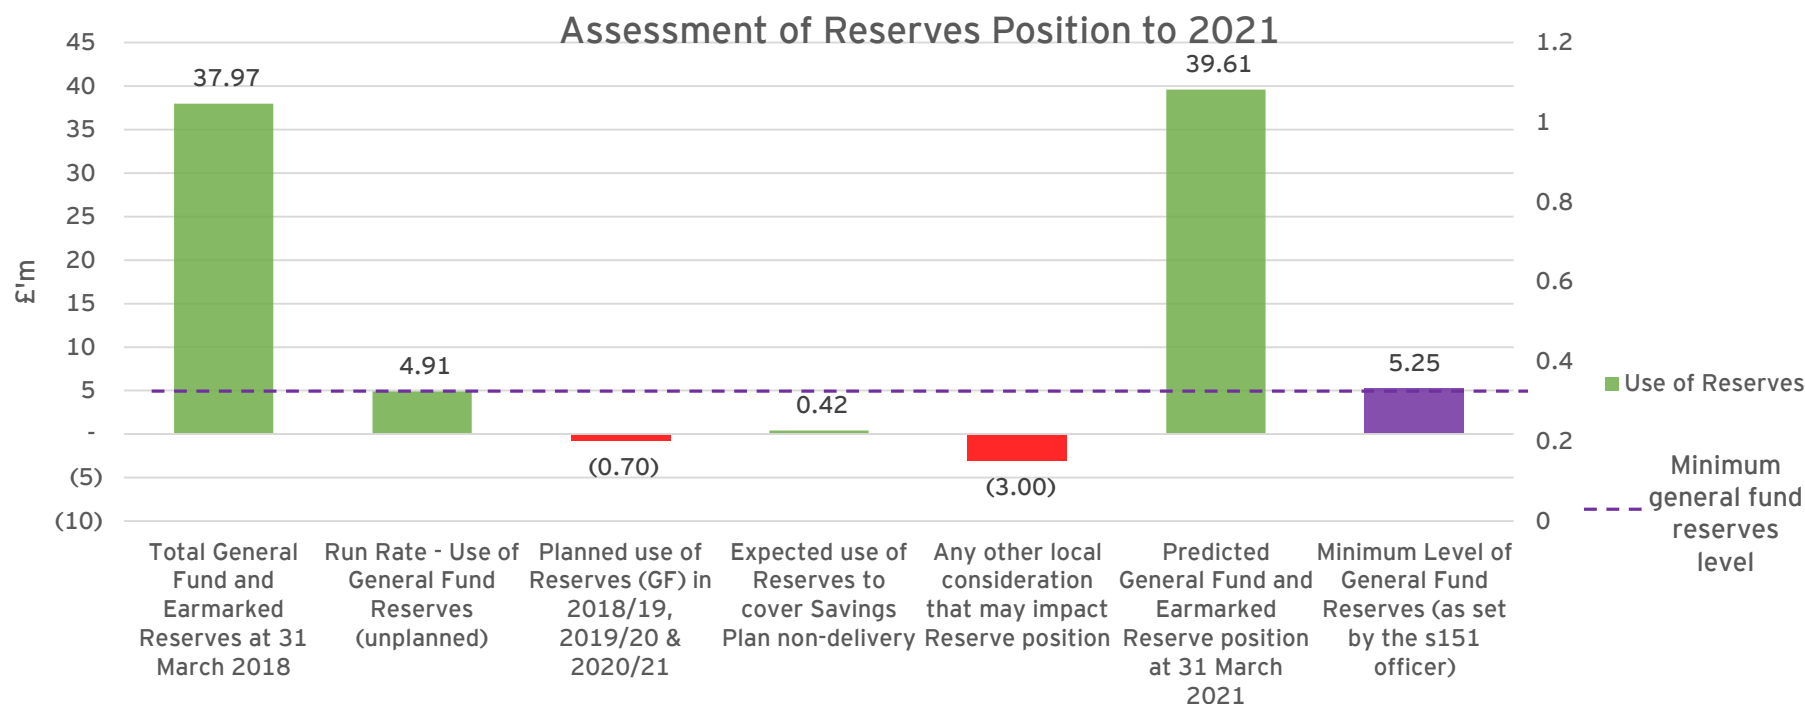 Assessment of Reserves Position to 2021
45
40
35
30
25
20
15
10
5
-
(5)
(10)
£'m
1.2
1
0.8
0.6
0.4
0.2
0
37.97
4.91
(0.70)
0.42
(3.00)
39.61
5.25
Total General
Fund and
Earmarked
Reserves at 31
March 2018
Run Rate - Use of
General Fund
Reserves
(unplanned)
Planned use of
Reserves (GF) in
2018/19,
2019/20 &
2020/21
Expected use of
Reserves to
cover Savings
Plan non-delivery
Any other local
consideration
that may impact
Reserve position
Predicted
General Fund and
Earmarked
Reserve position
at 31 March
2021
Minimum Level of
General Fund
Reserves (as set
by the s151
officer)
Use of Reserves
Minimum
general fund
reserves
level